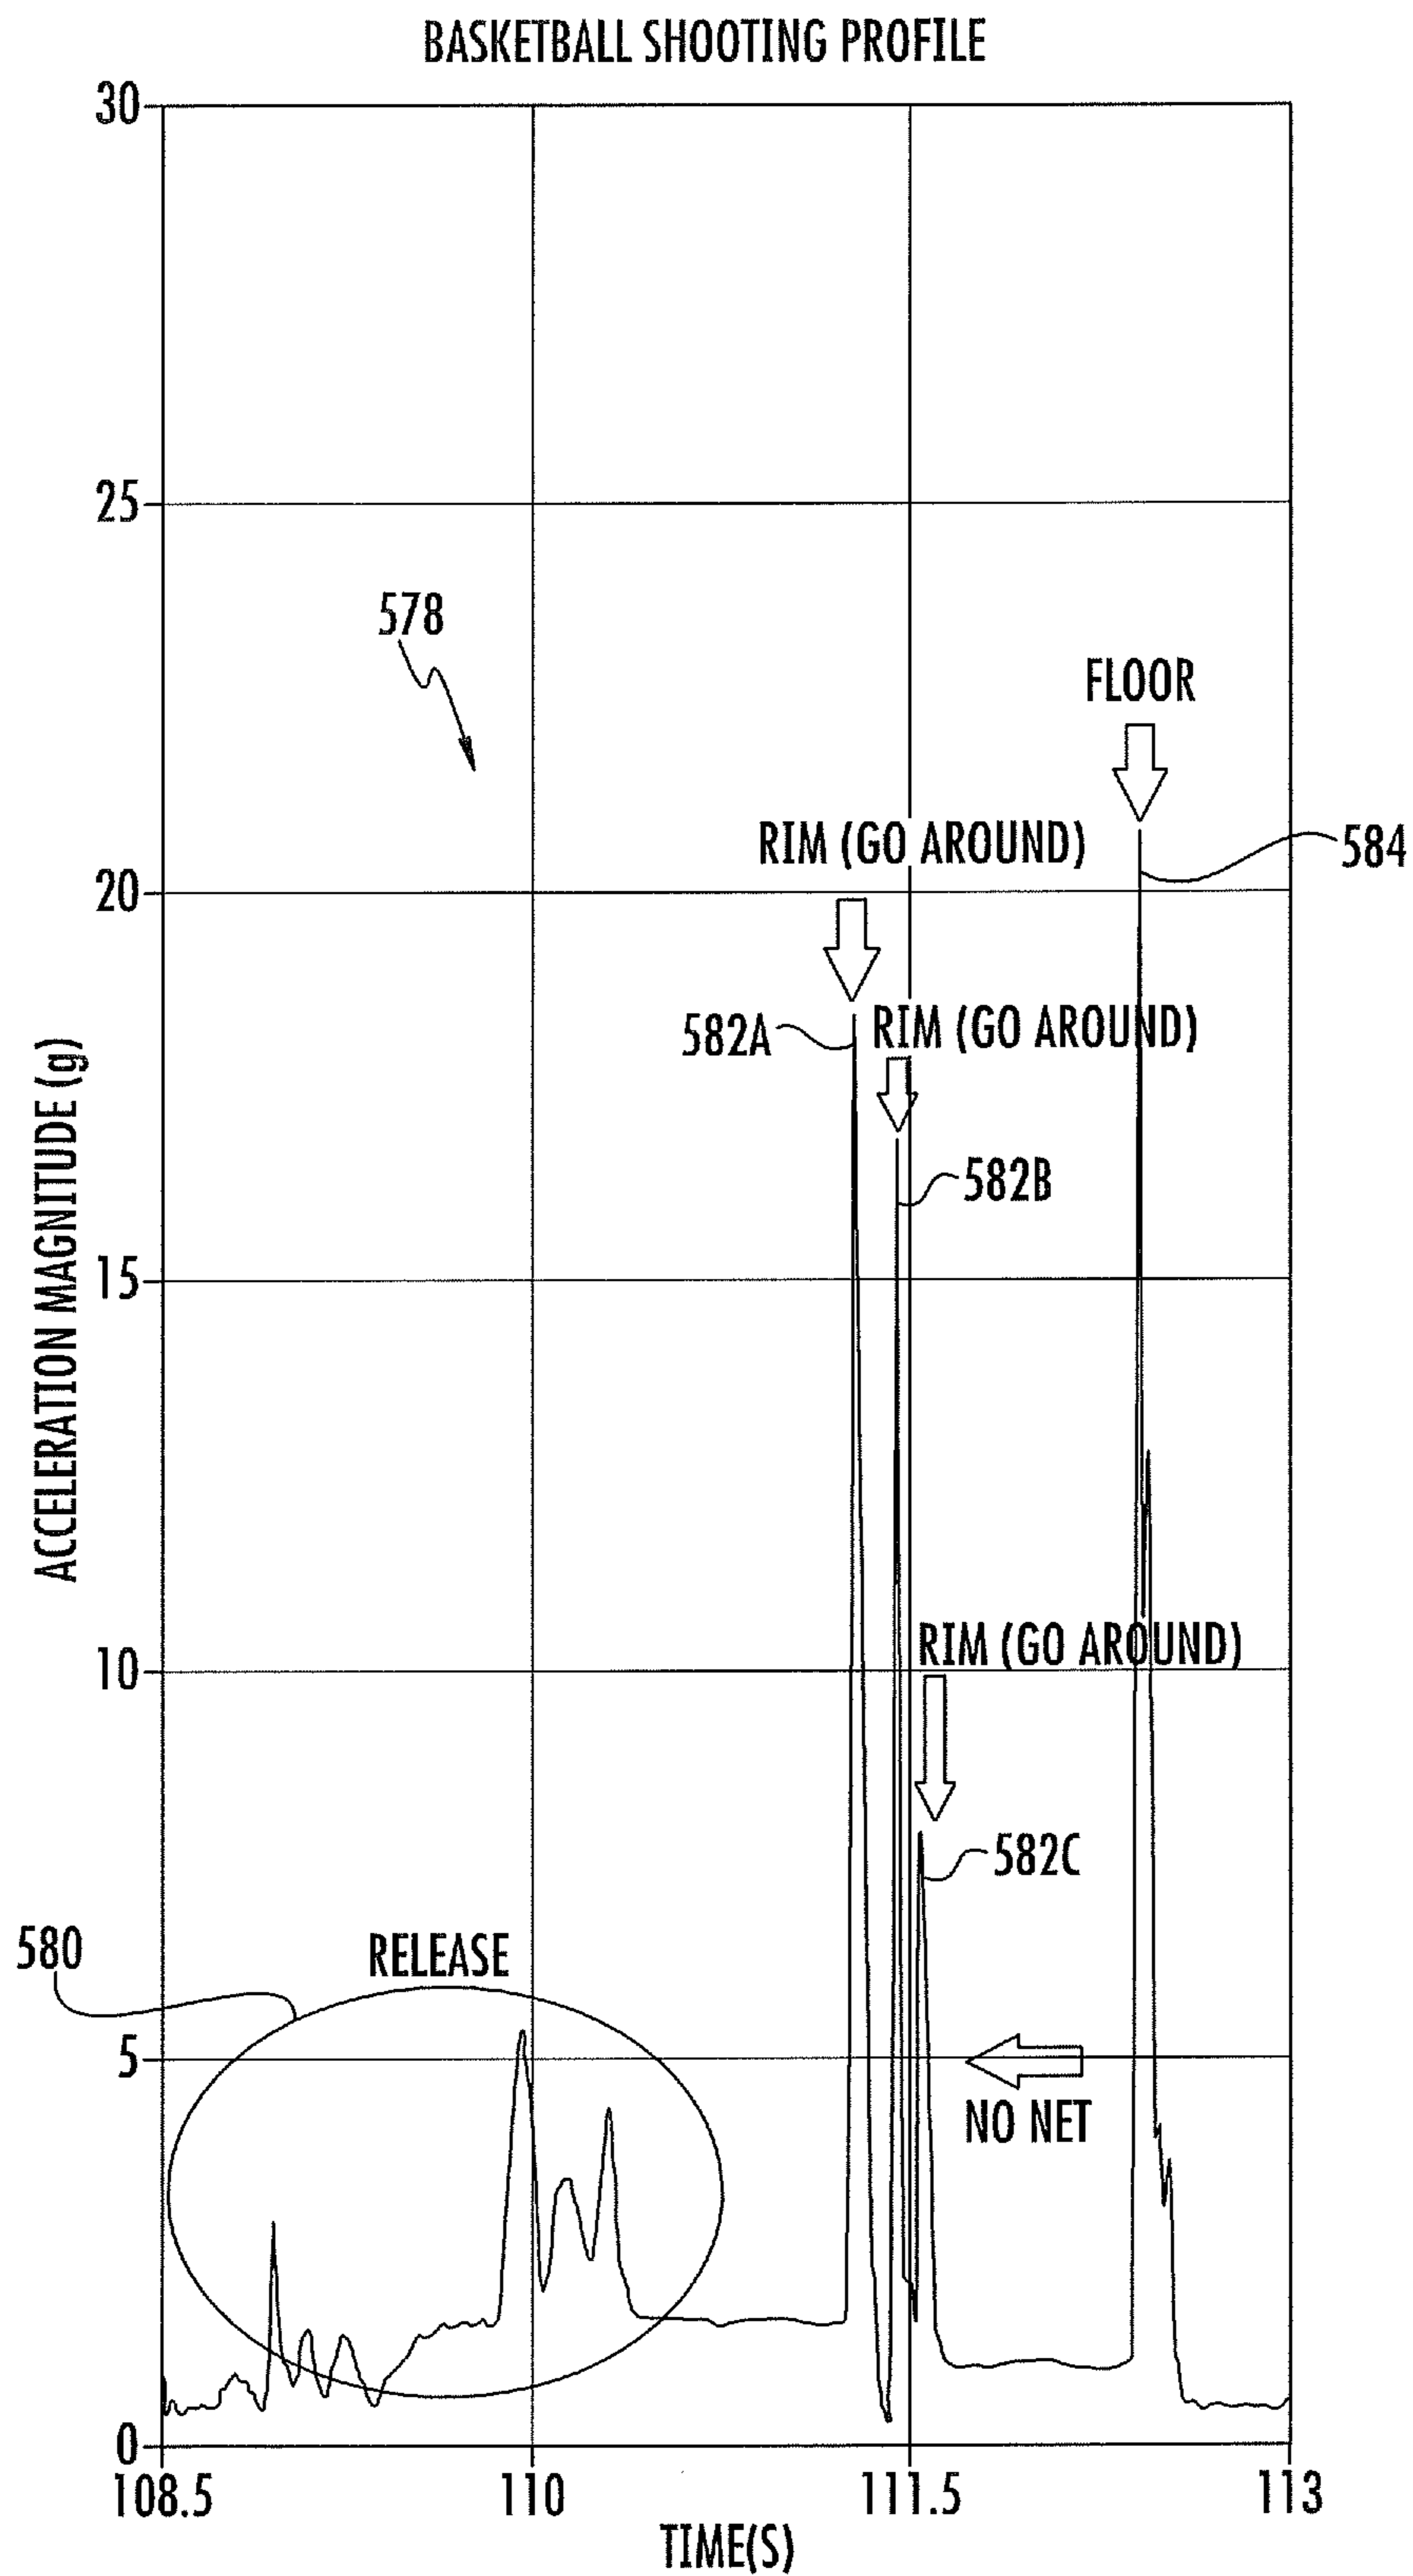 BASKETBALL SHOOTING PROFILE
30
25
578
FLOOR
RIM (GO AROUND)
584
20
582A
RIM (GO AROUND)
582B
15
ACCELERATION MAGNITUDE (g)
10
RIM (GO AROUND)
582C
580
RELEASE
5
NO NET
0
108.5
110
111.5
113
TIME(S)